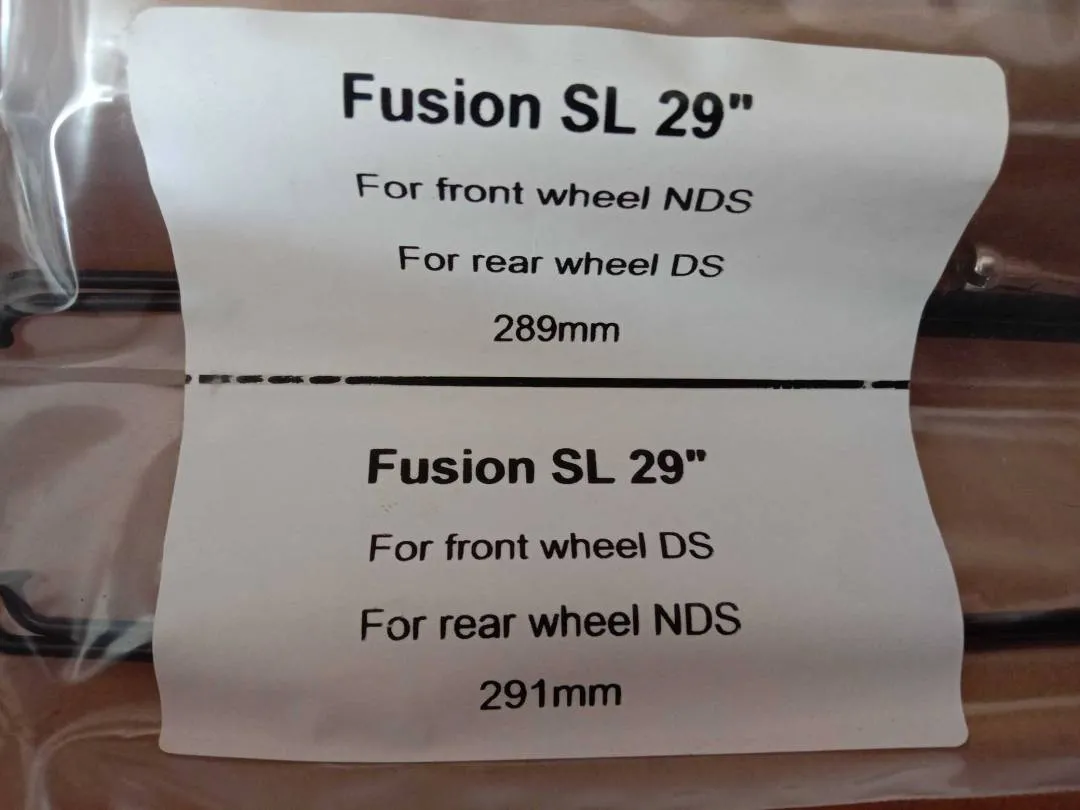 Fusion SL 29"
For front wheel NDS
For rear wheel DS
289mm
Fusion SL 29"
For front wheel DS
For rear wheel NDS
291mm